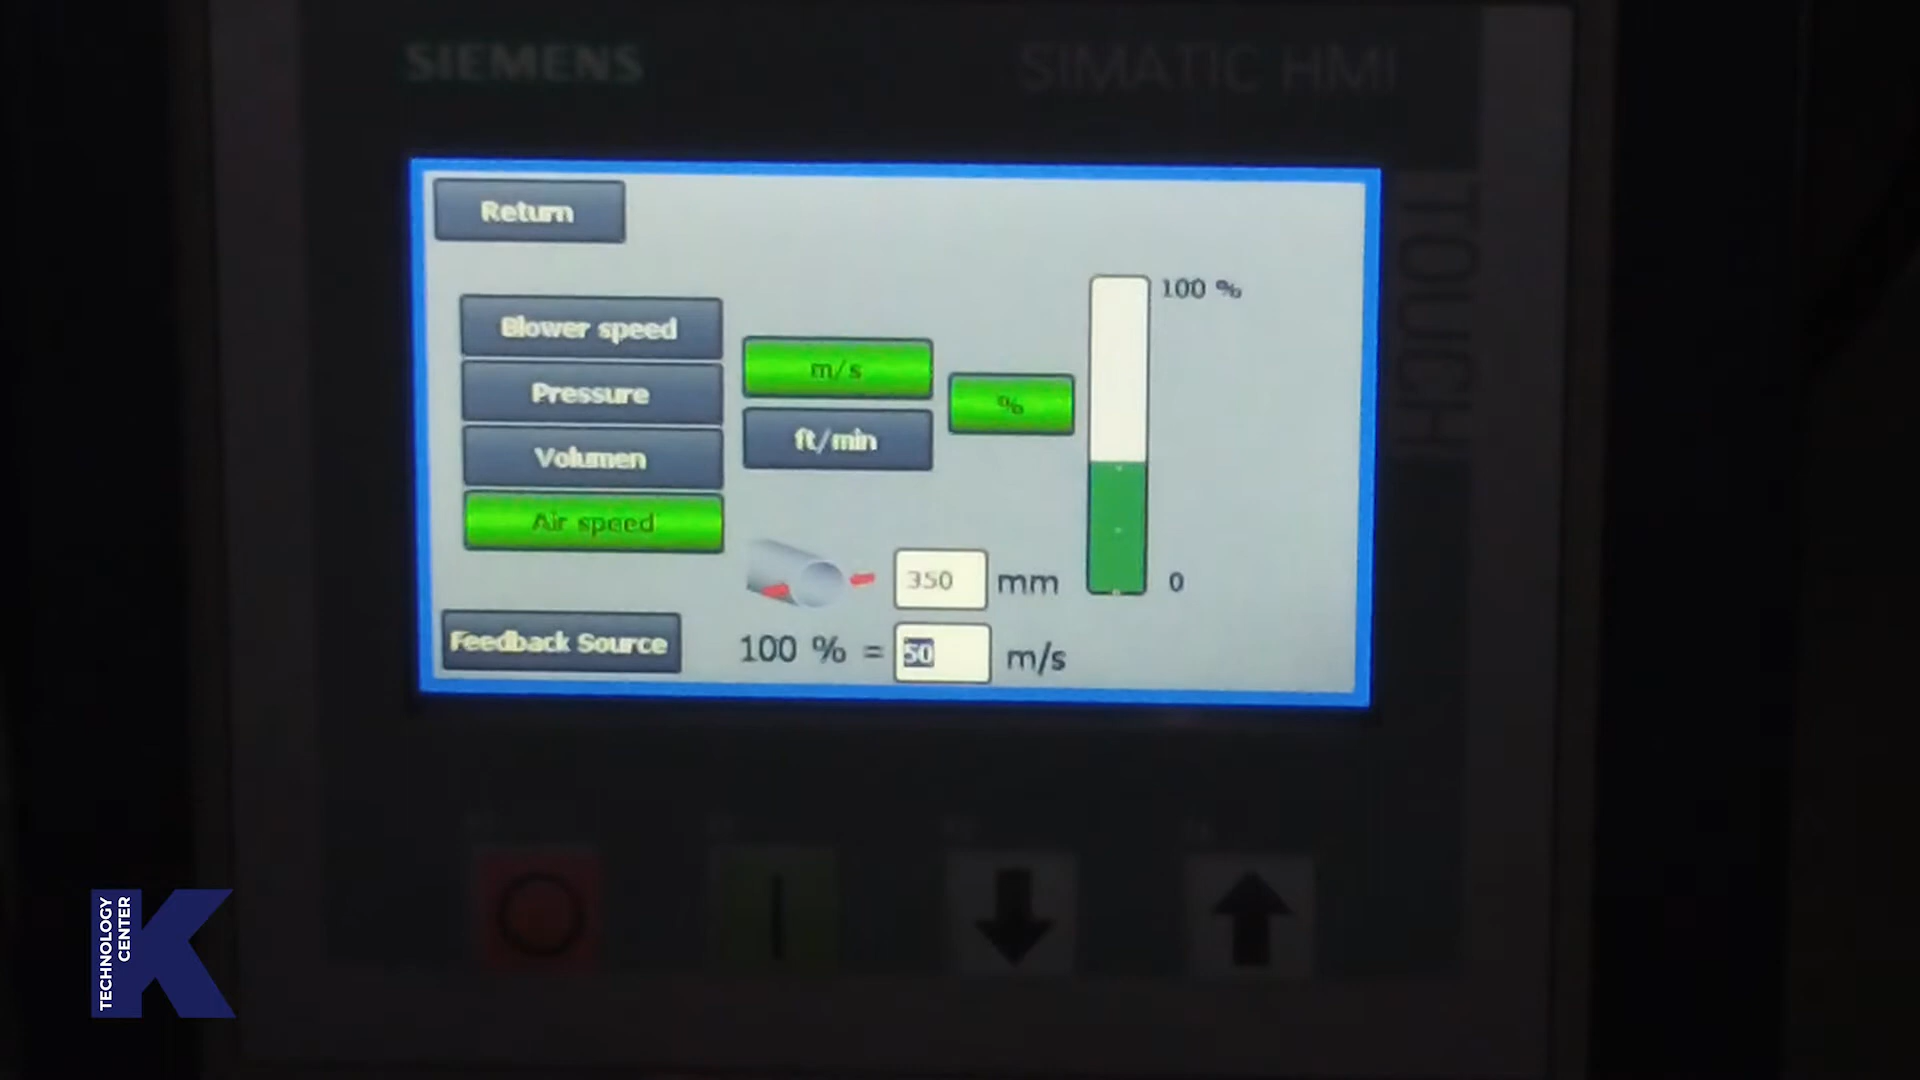 SIEMENS
SIMATIC HMI
TOUCH
Return
100 %
Blower speed
m/s
Pressure
%
ft/min
Volumen
Air speed
350 mm
0
Feedback Source
100 % = 50 m/s
TECHNOLOGY
CENTER
K